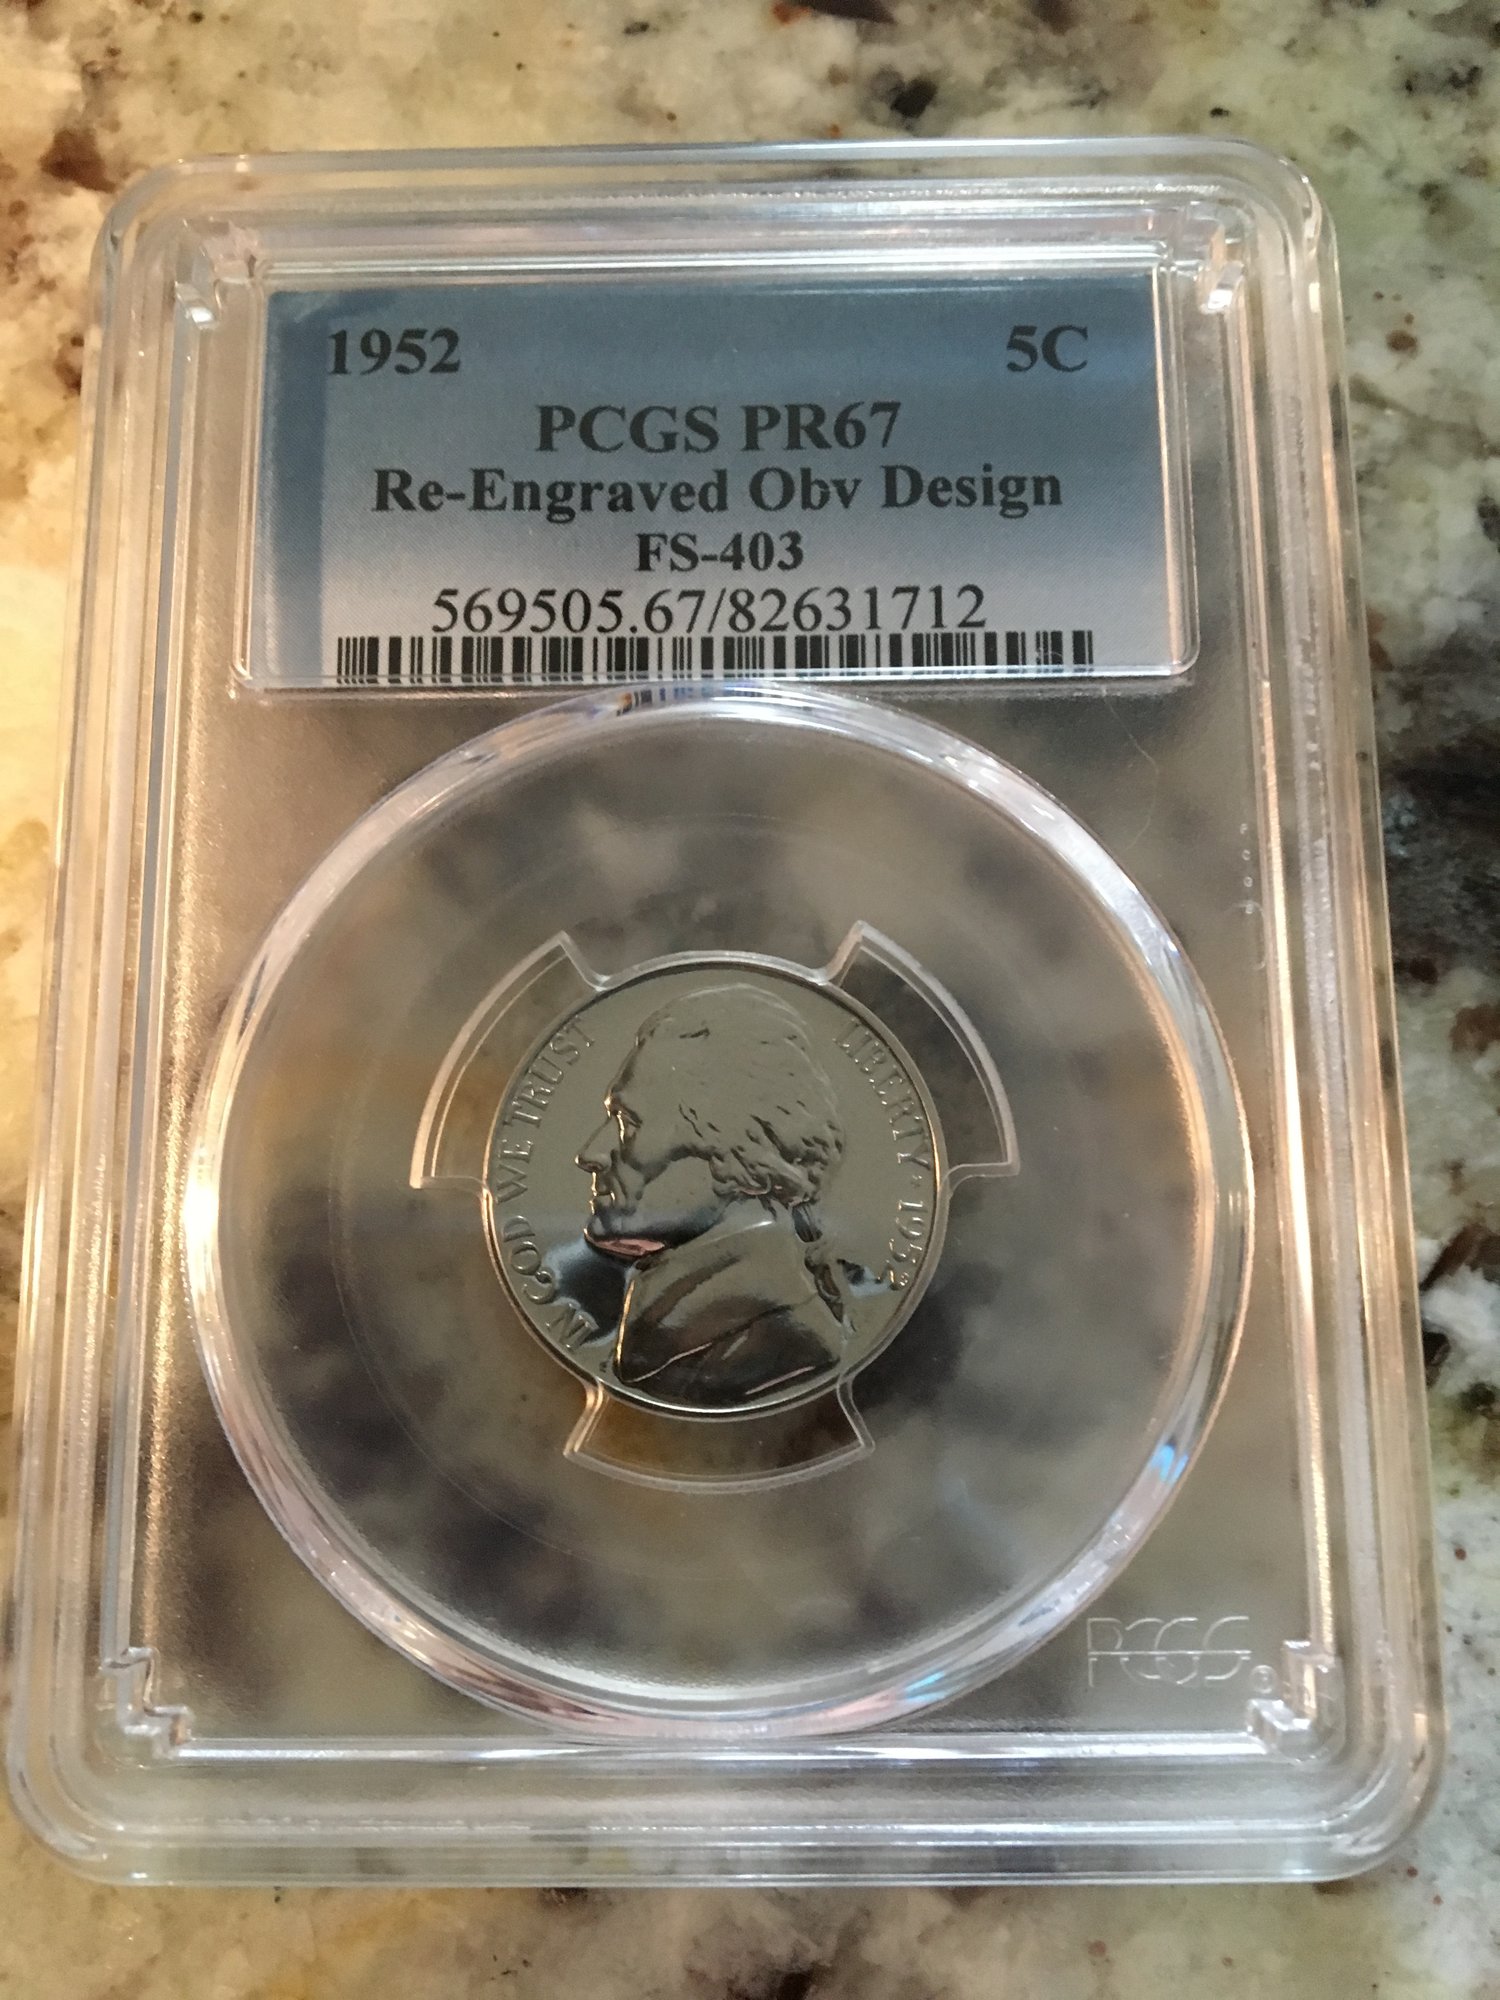 1952 5C
PCGS PR67
Re-Engraved Obv Design
FS-403
569505.67/82631712
IN GOD WE TRUST
LIBERTY * 1952
PCGS